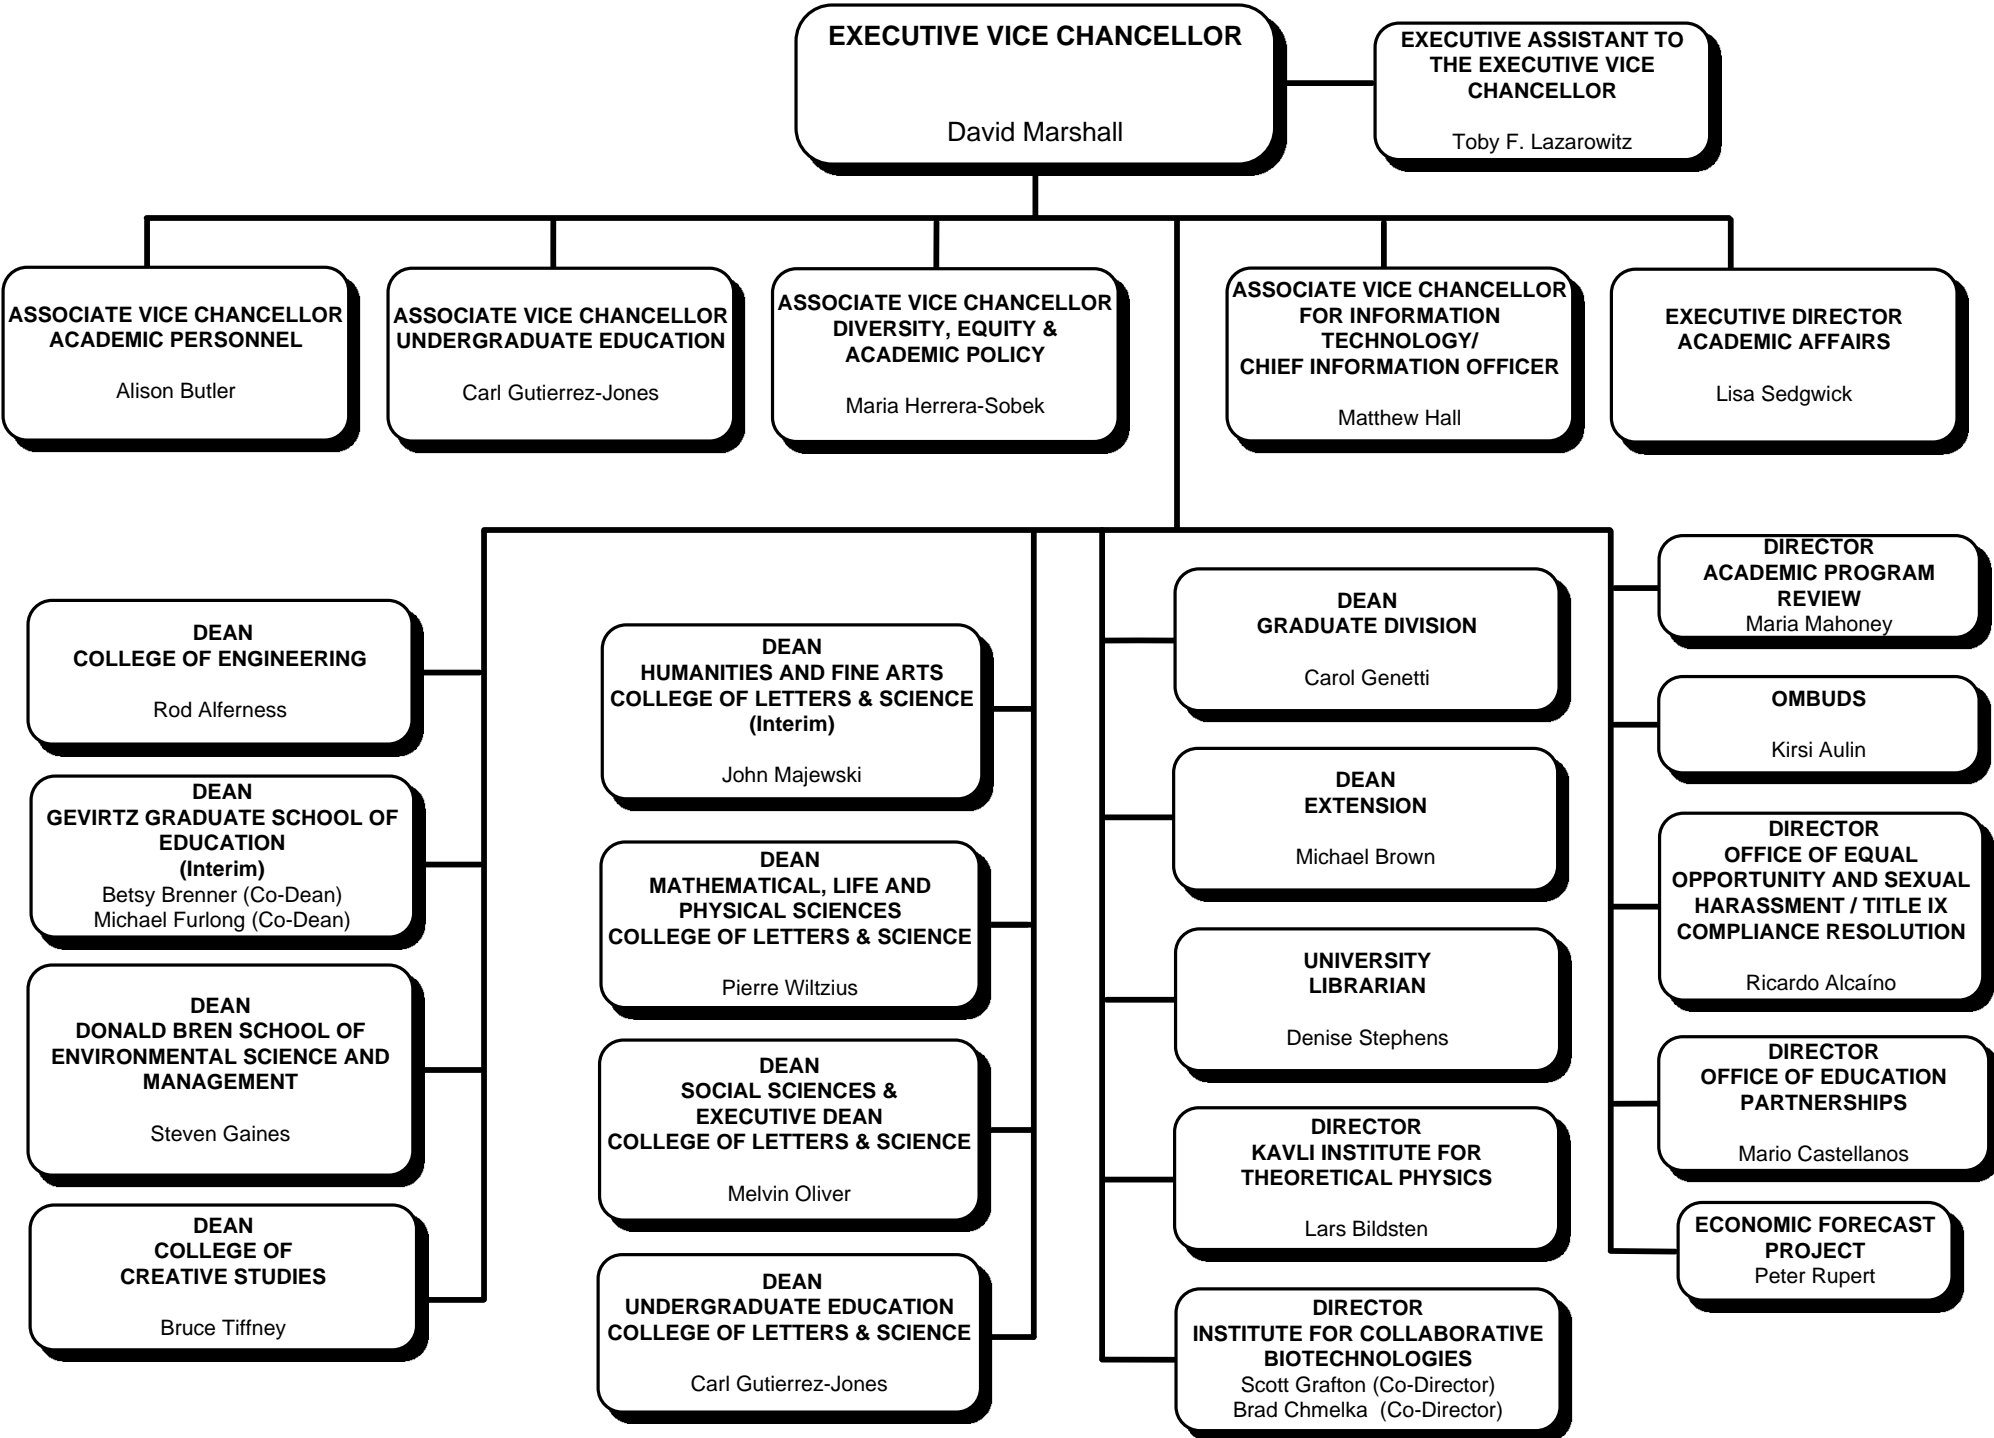 EXECUTIVE VICE CHANCELLOR
David Marshall
EXECUTIVE ASSISTANT TO
THE EXECUTIVE VICE
CHANCELLOR
Toby F. Lazarowitz
ASSOCIATE VICE CHANCELLOR
ACADEMIC PERSONNEL
Alison Butler
ASSOCIATE VICE CHANCELLOR
UNDERGRADUATE EDUCATION
Carl Gutierrez-Jones
ASSOCIATE VICE CHANCELLOR
DIVERSITY, EQUITY &
ACADEMIC POLICY
Maria Herrera-Sobek
ASSOCIATE VICE CHANCELLOR
FOR INFORMATION
TECHNOLOGY/
CHIEF INFORMATION OFFICER
Matthew Hall
EXECUTIVE DIRECTOR
ACADEMIC AFFAIRS
Lisa Sedgwick
DEAN
COLLEGE OF ENGINEERING
Rod Alferness
DEAN
GEVIRTZ GRADUATE SCHOOL OF
EDUCATION
(Interim)
Betsy Brenner (Co-Dean)
Michael Furlong (Co-Dean)
DEAN
DONALD BREN SCHOOL OF
ENVIRONMENTAL SCIENCE AND
MANAGEMENT
Steven Gaines
DEAN
COLLEGE OF
CREATIVE STUDIES
Bruce Tiffney
DEAN
HUMANITIES AND FINE ARTS
COLLEGE OF LETTERS & SCIENCE
(Interim)
John Majewski
DEAN
MATHEMATICAL, LIFE AND
PHYSICAL SCIENCES
COLLEGE OF LETTERS & SCIENCE
Pierre Wiltzius
DEAN
SOCIAL SCIENCES &
EXECUTIVE DEAN
COLLEGE OF LETTERS & SCIENCE
Melvin Oliver
DEAN
UNDERGRADUATE EDUCATION
COLLEGE OF LETTERS & SCIENCE
Carl Gutierrez-Jones
DEAN
GRADUATE DIVISION
Carol Genetti
DEAN
EXTENSION
Michael Brown
UNIVERSITY
LIBRARIAN
Denise Stephens
DIRECTOR
KAVLI INSTITUTE FOR
THEORETICAL PHYSICS
Lars Bildsten
DIRECTOR
INSTITUTE FOR COLLABORATIVE
BIOTECHNOLOGIES
Scott Grafton (Co-Director)
Brad Chmelka (Co-Director)
DIRECTOR
ACADEMIC PROGRAM
REVIEW
Maria Mahoney
OMBUDS
Kirsi Aulin
DIRECTOR
OFFICE OF EQUAL
OPPORTUNITY AND SEXUAL
HARASSMENT / TITLE IX
COMPLIANCE RESOLUTION
Ricardo Alcaíno
DIRECTOR
OFFICE OF EDUCATION
PARTNERSHIPS
Mario Castellanos
ECONOMIC FORECAST
PROJECT
Peter Rupert